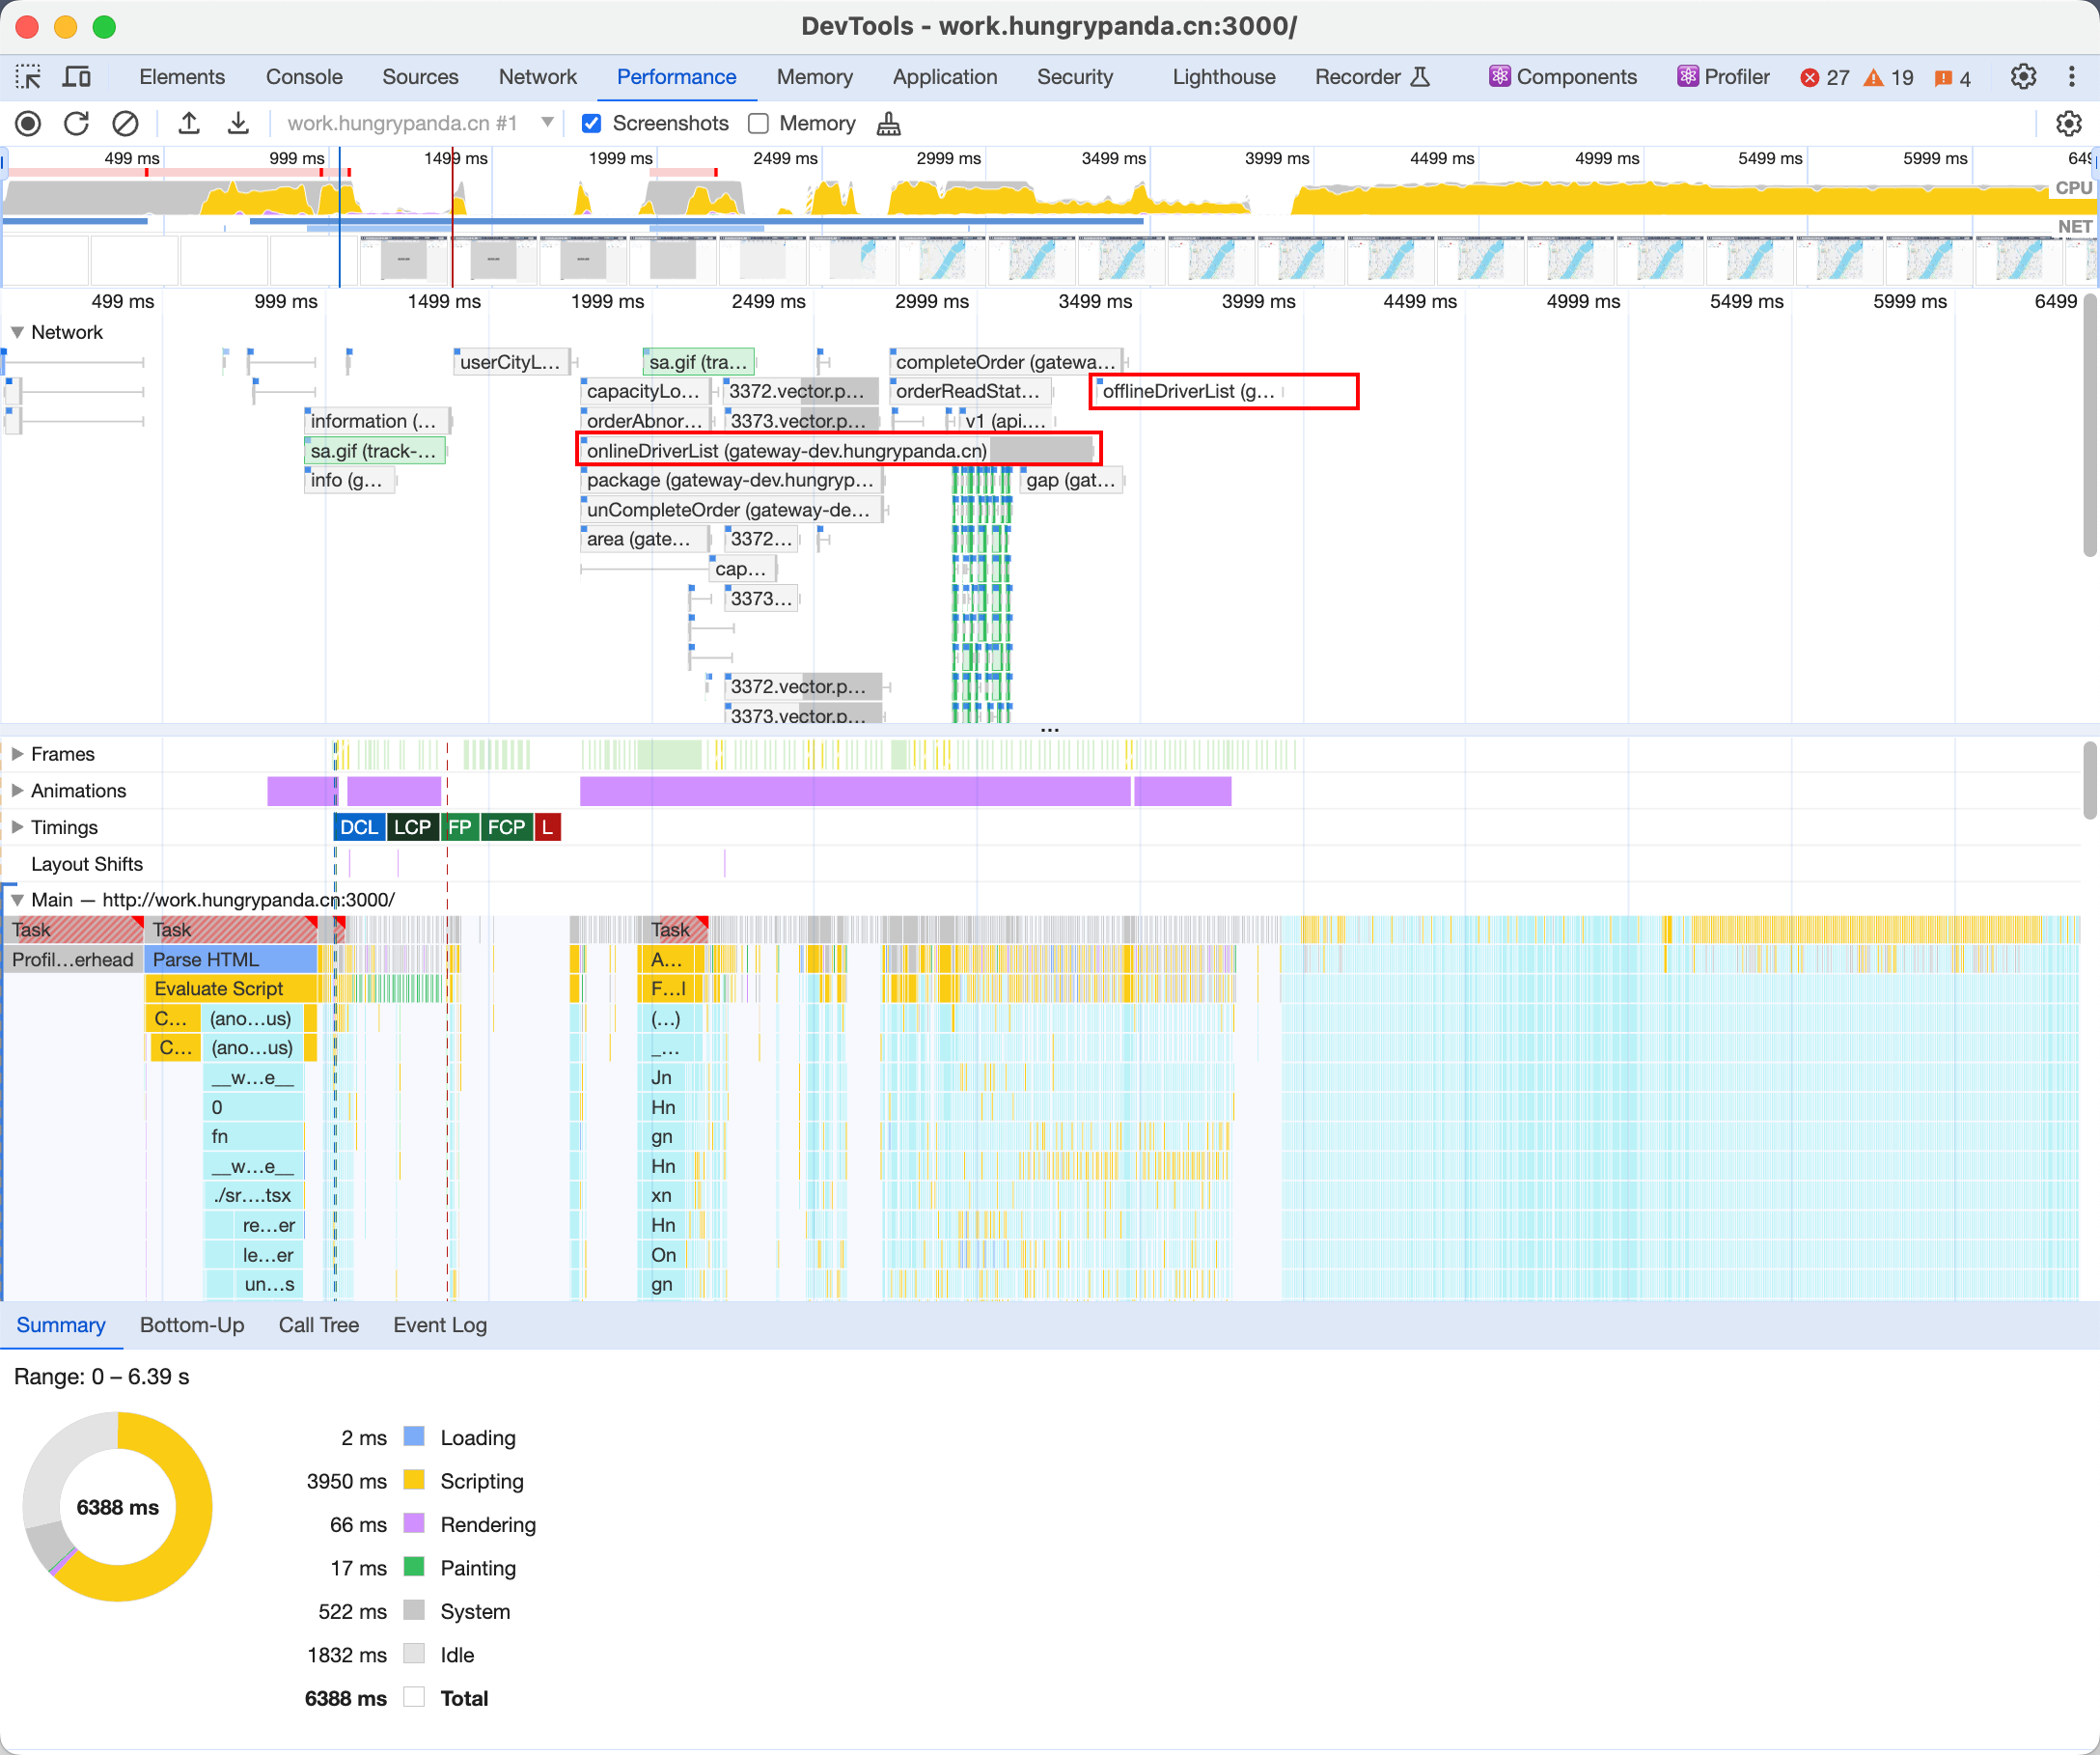 DevTools - work.hungrypanda.cn:3000/
Elements Console Sources Network Performance Memory Application Security Lighthouse Recorder Components Profiler 27 19 4
work.hungrypanda.cn #1 Screenshots Memory
499 ms 999 ms 1499 ms 1999 ms 2499 ms 2999 ms 3499 ms 3999 ms 4499 ms 4999 ms 5499 ms 5999 ms 649
CPU
NET
499 ms 999 ms 1499 ms 1999 ms 2499 ms 2999 ms 3499 ms 3999 ms 4499 ms 4999 ms 5499 ms 5999 ms 6499
Network
userCityL... sa.gif (tra... completeOrder (gatewa...
capacityLo... 3372.vector.p... orderReadStat... offlineDriverList (g...
information (... orderAbnor... 3373.vector.p... v1 (api....
sa.gif (track-... onlineDriverList (gateway-dev.hungrypanda.cn)
info (g... package (gateway-dev.hungryp... gap (gat...
unCompleteOrder (gateway-de...
area (gate... 3372...
cap...
3373...
3372.vector.p...
3373.vector.p...
...
Frames
Animations
Timings DCL LCP FP FCP L
Layout Shifts
Main — http://work.hungrypanda.cn:3000/
Task Task Task
Profil...erhead Parse HTML A...
Evaluate Script F...l
C... (ano...us) (...)
C... (ano...us) _...
__w...e__ Jn
0 Hn
fn gn
__w...e__ Hn
./sr....tsx xn
re...er Hn
le...er On
un...s gn
Summary Bottom-Up Call Tree Event Log
Range: 0 – 6.39 s
2 ms Loading
3950 ms Scripting
66 ms Rendering
6388 ms
17 ms Painting
522 ms System
1832 ms Idle
6388 ms Total